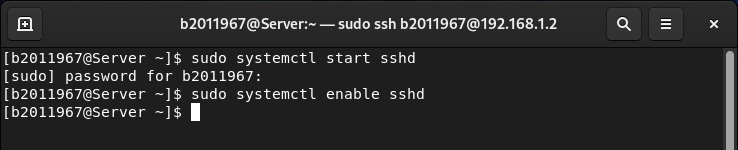 b2011967@Server:~ — sudo ssh b2011967@192.168.1.2
[b2011967@Server ~]$ sudo systemctl start sshd
[sudo] password for b2011967:
[b2011967@Server ~]$ sudo systemctl enable sshd
[b2011967@Server ~]$